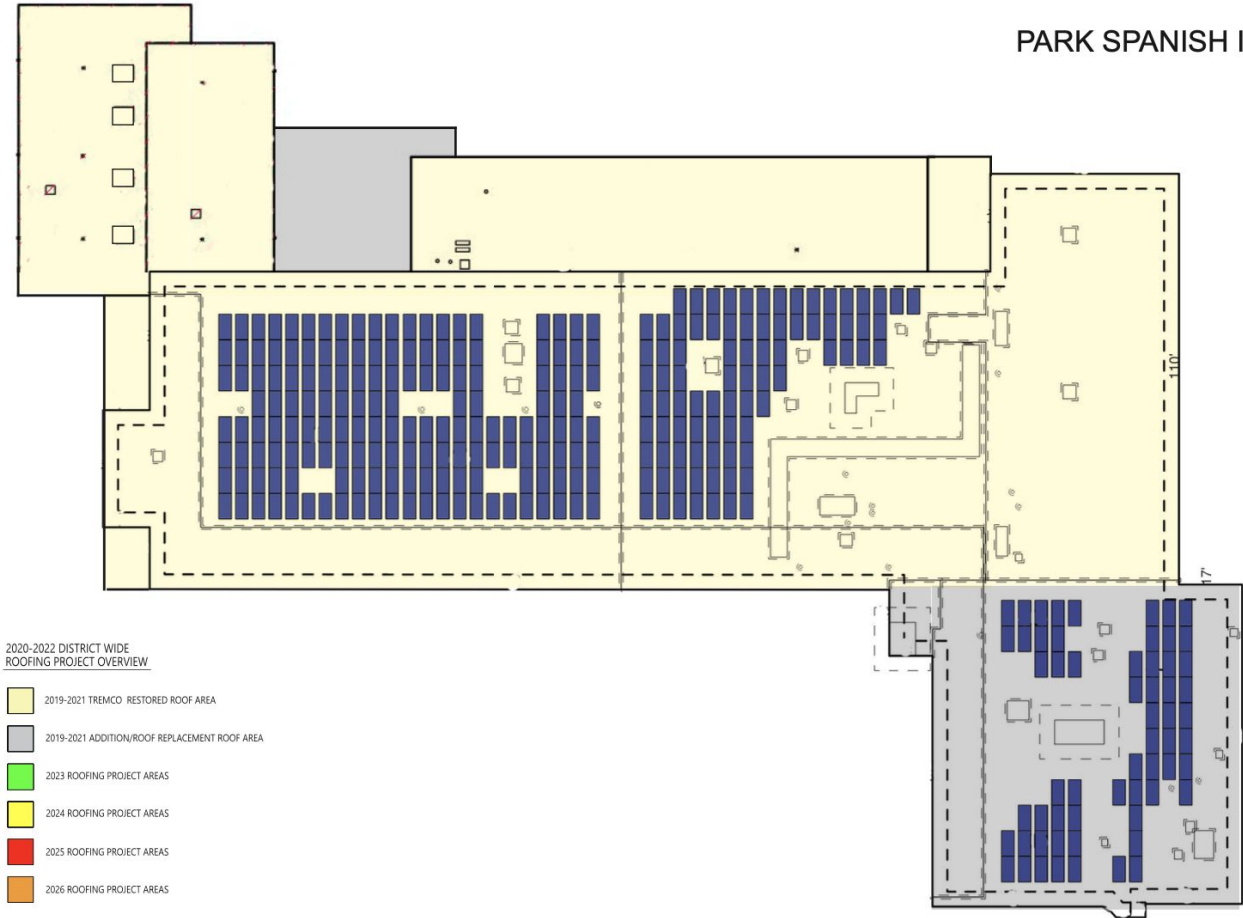 PARK SPANISH I
110'
17'
2020-2022 DISTRICT WIDE
ROOFING PROJECT OVERVIEW
2019-2021 TREMCO RESTORED ROOF AREA
2019-2021 ADDITION/ROOF REPLACEMENT ROOF AREA
2023 ROOFING PROJECT AREAS
2024 ROOFING PROJECT AREAS
2025 ROOFING PROJECT AREAS
2026 ROOFING PROJECT AREAS